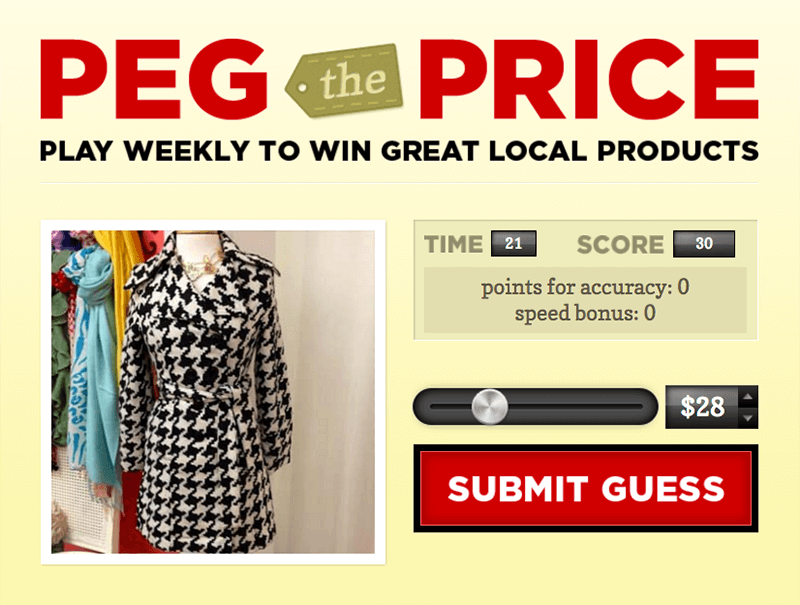 PEG the PRICE
PLAY WEEKLY TO WIN GREAT LOCAL PRODUCTS
TIME 21 SCORE 30
points for accuracy: 0
speed bonus: 0
$28
SUBMIT GUESS